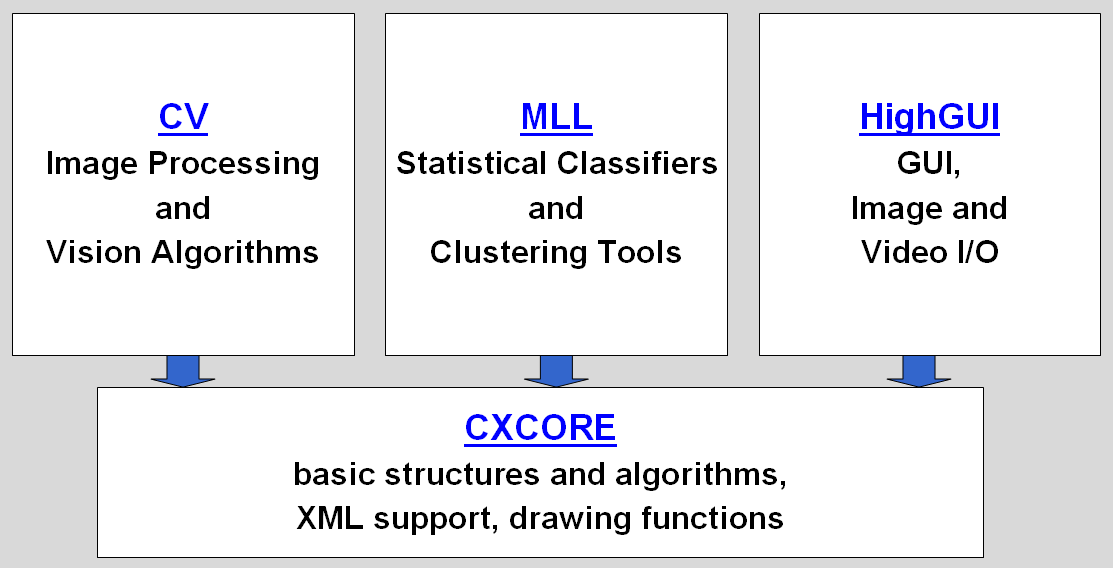 CV
Image Processing
and
Vision Algorithms
MLL
Statistical Classifiers
and
Clustering Tools
HighGUI
GUI,
Image and
Video I/O
CXCORE
basic structures and algorithms,
XML support, drawing functions